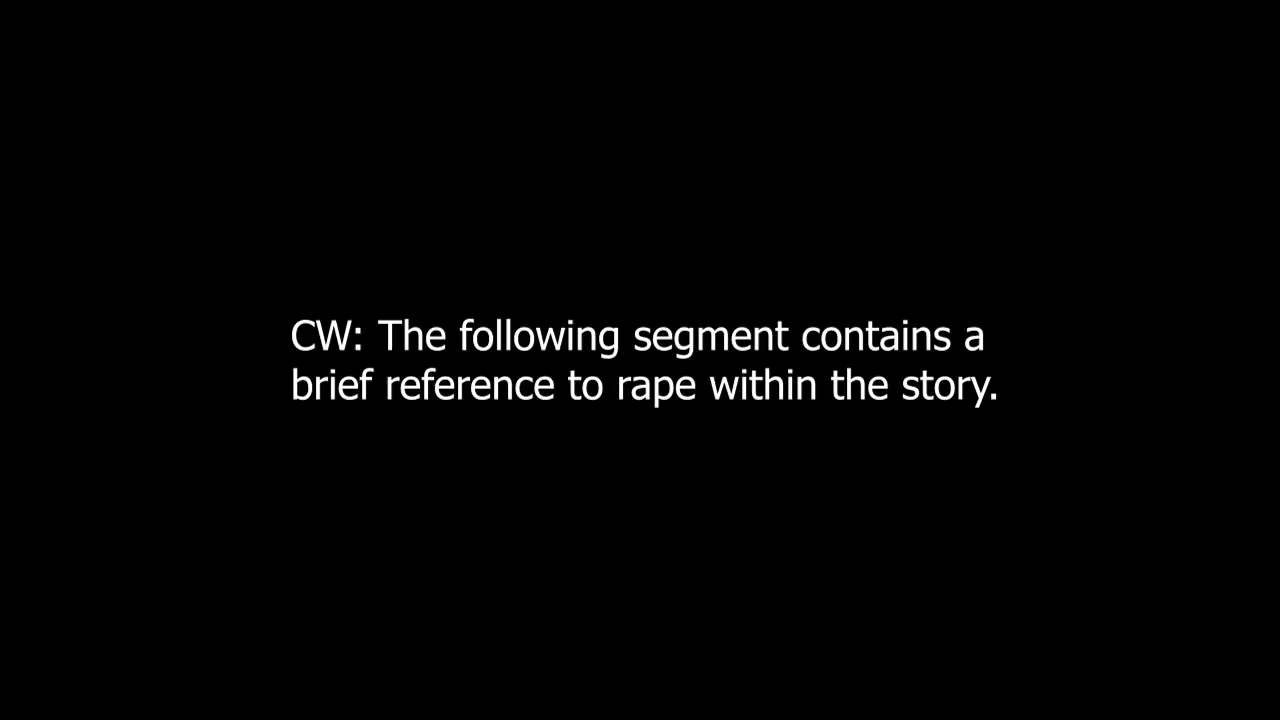 CW: The following segment contains a
brief reference to rape within the story.